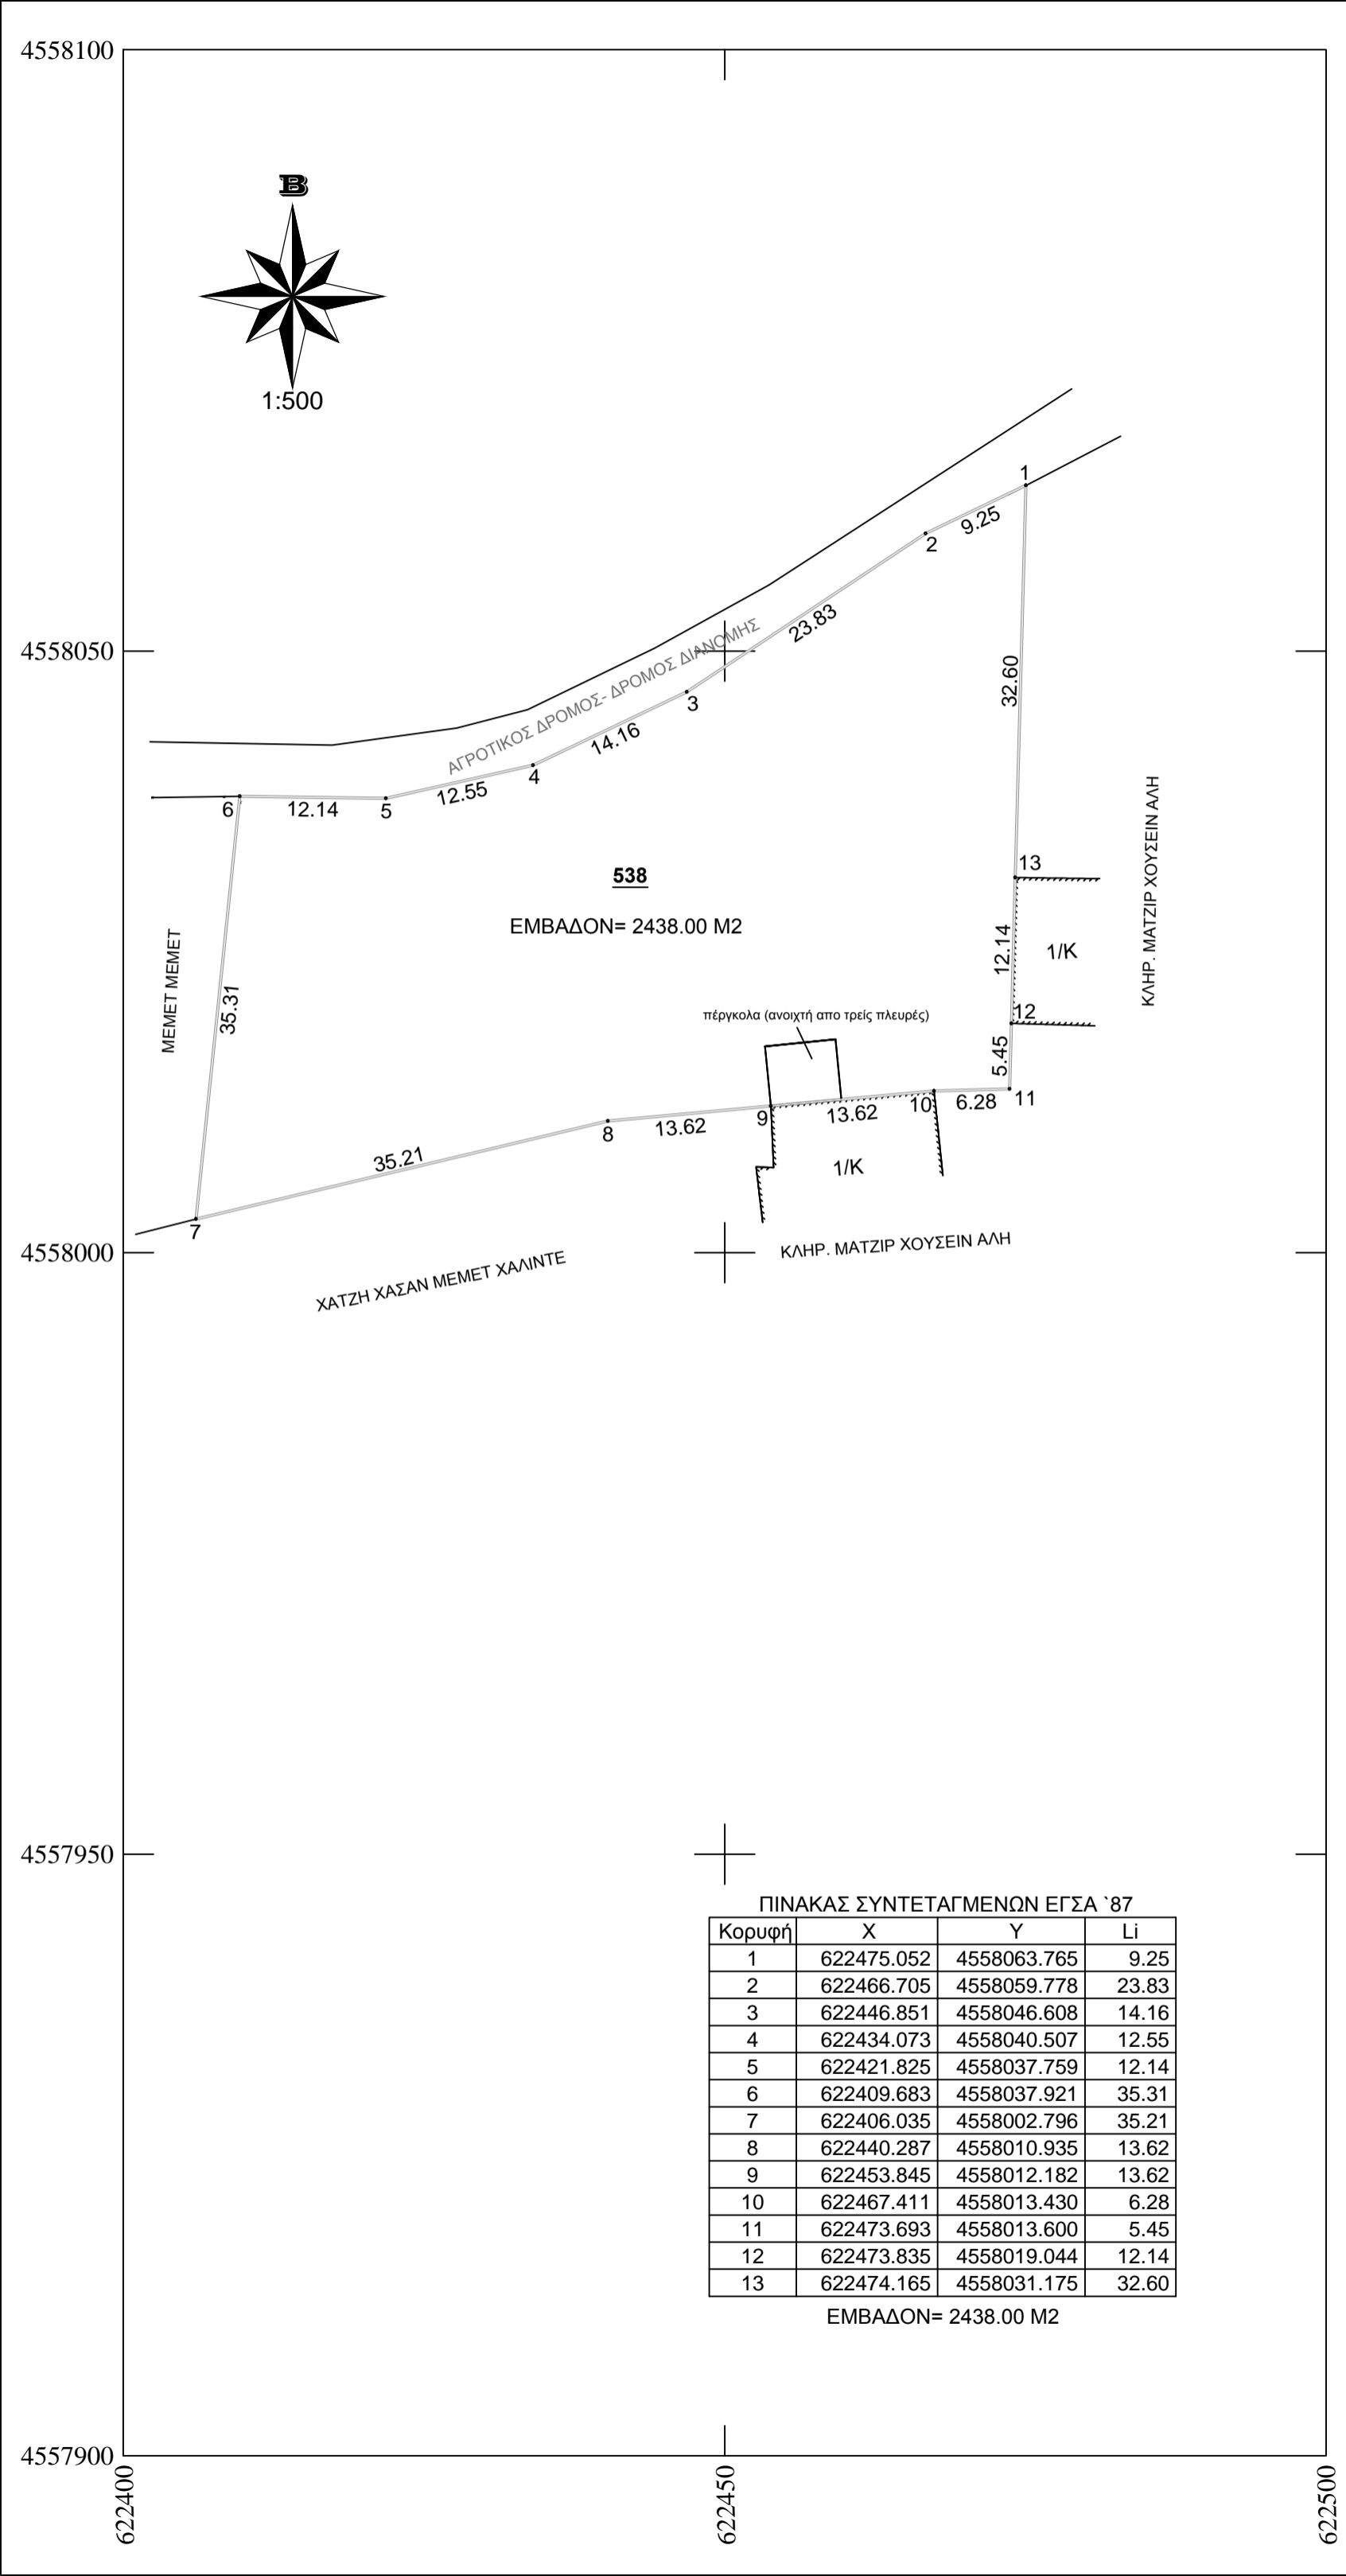 4558100
Β
1:500
1
9.25
2
23.83
4558050
ΑΓΡΟΤΙΚΟΣ ΔΡΟΜΟΣ- ΔΡΟΜΟΣ ΔΙΑΝΟΜΗΣ
32.60
3
14.16
4
12.55
5
12.14
6
538
ΕΜΒΑΔΟΝ= 2438.00 Μ2
13
ΚΛΗΡ. ΜΑΤΖΙΡ ΧΟΥΣΕΙΝ ΑΛΗ
12.14
1/Κ
ΜΕΜΕΤ ΜΕΜΕΤ
35.31
πέργκολα (ανοιχτή απο τρείς πλευρές)
12
5.45
11
6.28
10
13.62
9
13.62
8
35.21
1/Κ
7
4558000
ΚΛΗΡ. ΜΑΤΖΙΡ ΧΟΥΣΕΙΝ ΑΛΗ
ΧΑΤΖΗ ΧΑΣΑΝ ΜΕΜΕΤ ΧΑΛΙΝΤΕ
4557950
ΠΙΝΑΚΑΣ ΣΥΝΤΕΤΑΓΜΕΝΩΝ ΕΓΣΑ `87
Κορυφή X Y Li
1 622475.052 4558063.765 9.25
2 622466.705 4558059.778 23.83
3 622446.851 4558046.608 14.16
4 622434.073 4558040.507 12.55
5 622421.825 4558037.759 12.14
6 622409.683 4558037.921 35.31
7 622406.035 4558002.796 35.21
8 622440.287 4558010.935 13.62
9 622453.845 4558012.182 13.62
10 622467.411 4558013.430 6.28
11 622473.693 4558013.600 5.45
12 622473.835 4558019.044 12.14
13 622474.165 4558031.175 32.60
ΕΜΒΑΔΟΝ= 2438.00 Μ2
4557900
622400
622450
622500